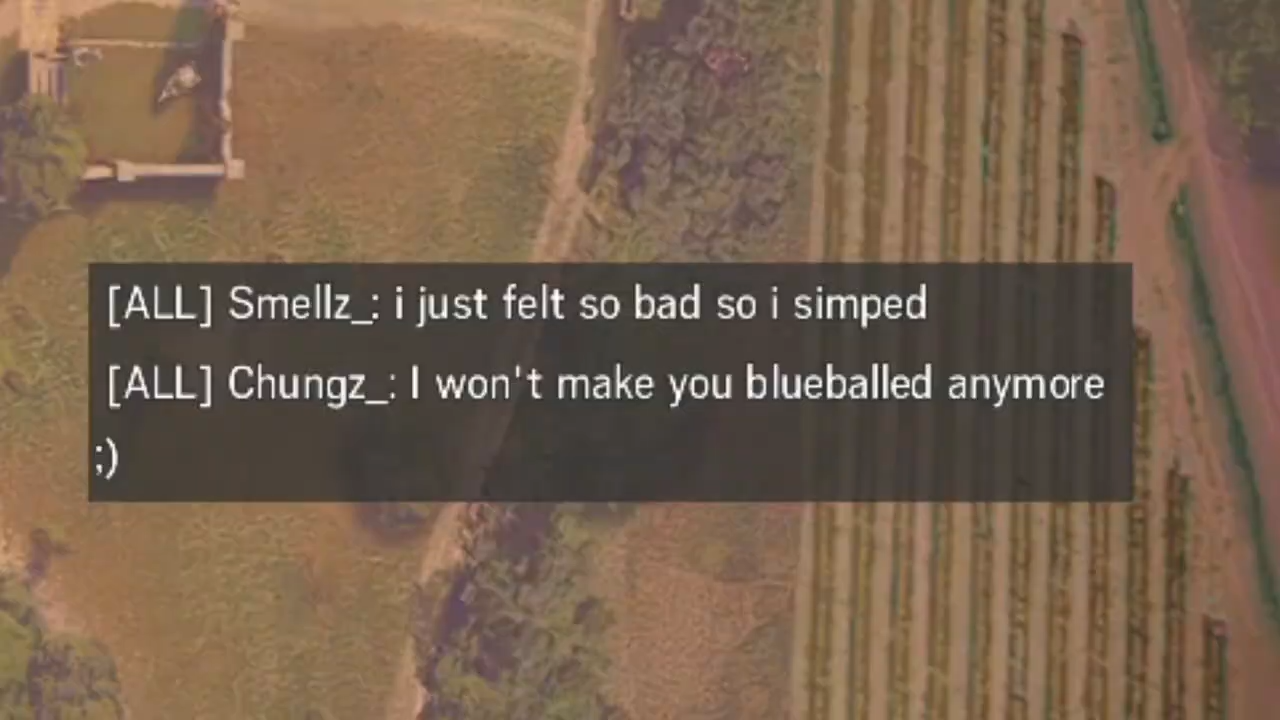 [ALL] Smellz_: i just felt so bad so i simped
[ALL] Chungz_: I won't make you blueballed anymore
;)